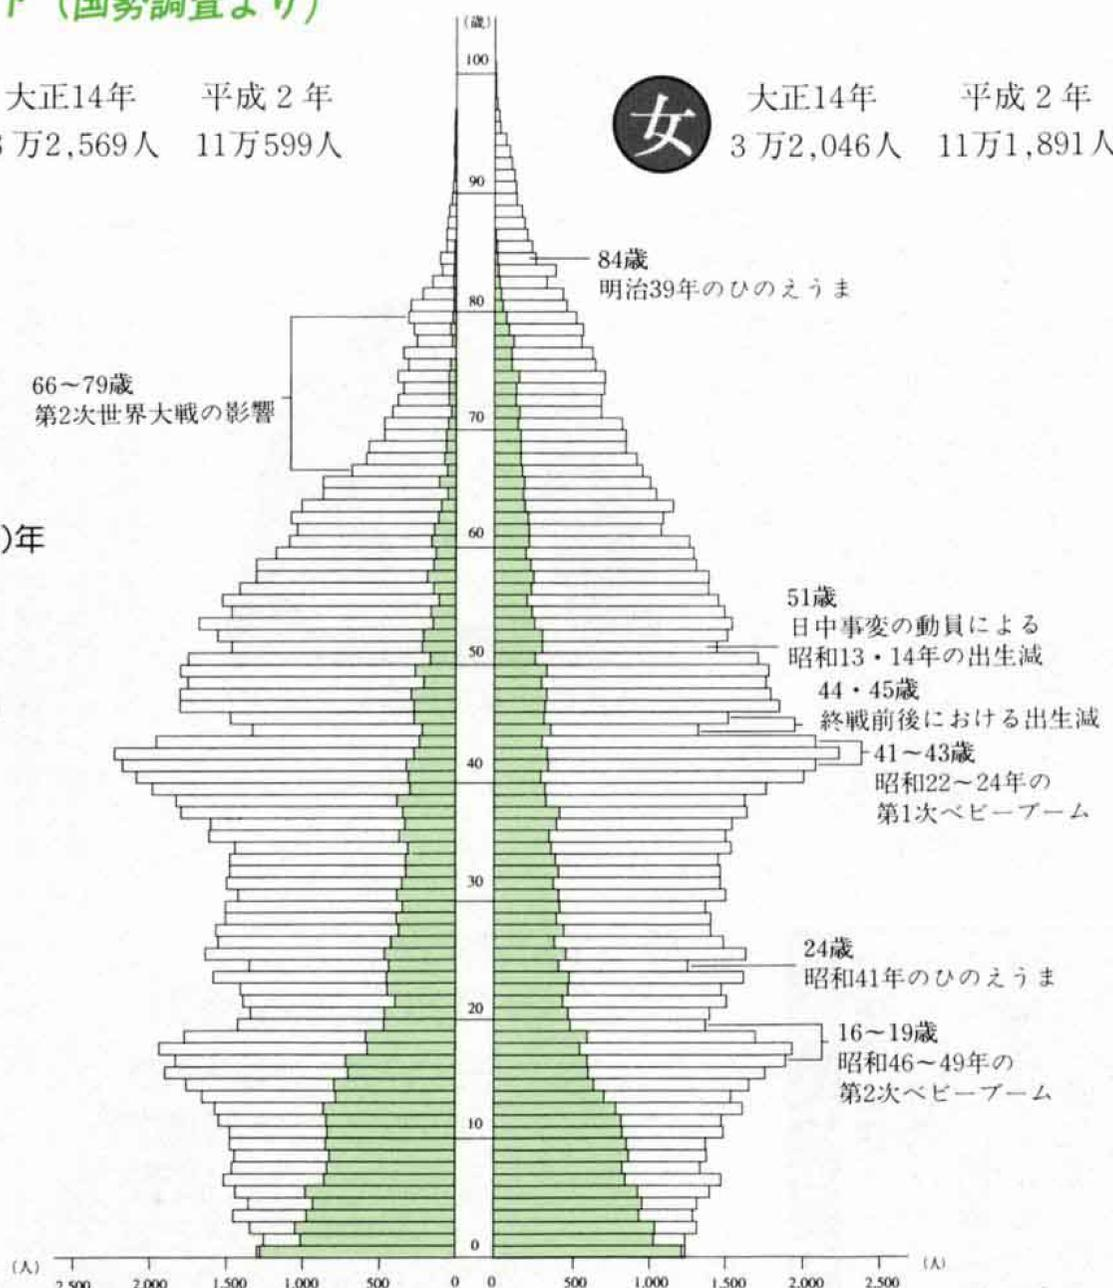 (国勢調査より)
大正14年 平成2年
万2,569人 11万599人
女
大正14年 平成2年
3万2,046人 11万1,891人
(歳)
100
90
84歳
明治39年のひのえうま
80
66～79歳
第2次世界大戦の影響
70
)年
60
51歳
日中事変の動員による
昭和13・14年の出生減
50
44・45歳
終戦前後における出生減
41～43歳
昭和22～24年の
第1次ベビーブーム
40
30
24歳
昭和41年のひのえうま
20
16～19歳
昭和46～49年の
第2次ベビーブーム
10
0
(人) 2,500 2,000 1,500 1,000 500 0 0 500 1,000 1,500 2,000 2,500 (人)